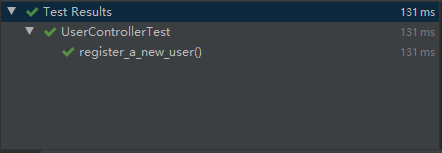 Test Results 131 ms
UserControllerTest 131 ms
register_a_new_user() 131 ms